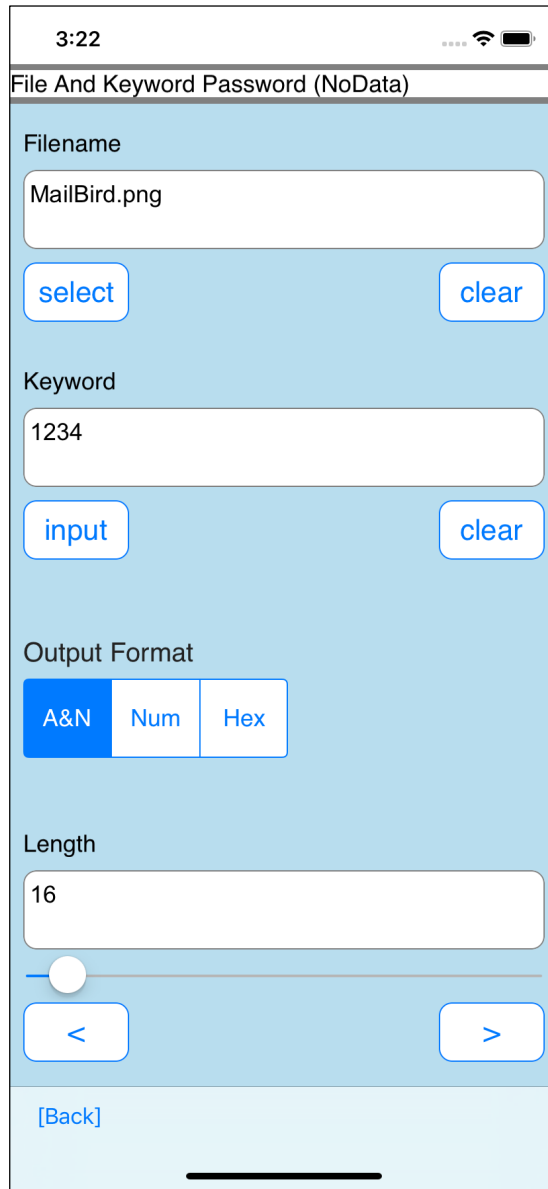 3:22
File And Keyword Password (NoData)
Filename
MailBird.png
select clear
Keyword
1234
input clear
Output Format
A&N Num Hex
Length
16
< >
[Back]